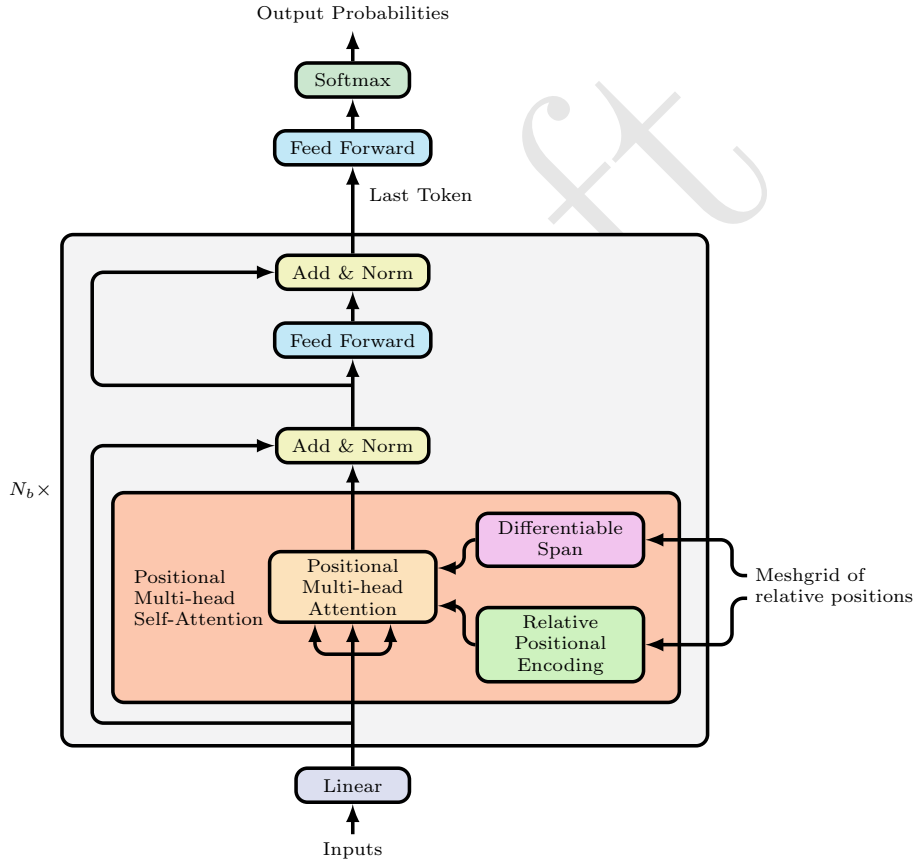 Output Probabilities
Softmax
Feed Forward
Last Token
Add & Norm
Feed Forward
Add & Norm
N_b×
Differentiable
Span
Positional
Multi-head
Attention
Positional
Multi-head
Self-Attention
Meshgrid of
relative positions
Relative
Positional
Encoding
Linear
Inputs
ft